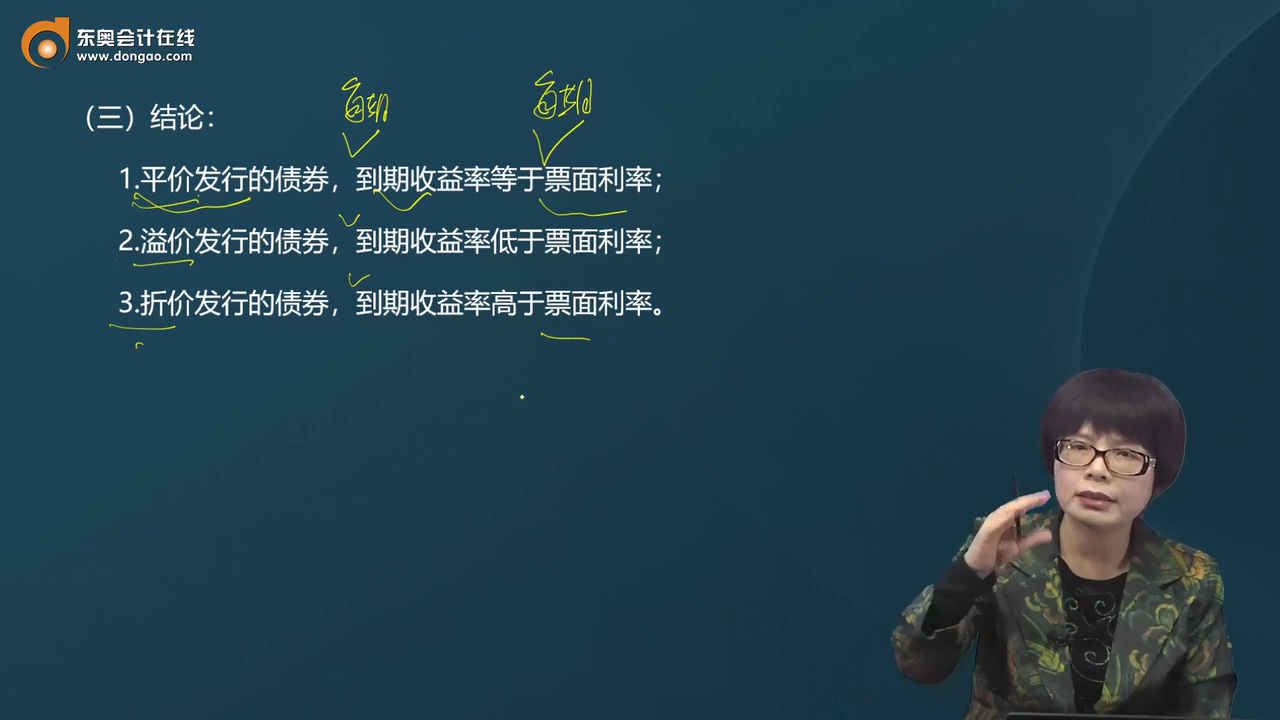 东奥会计在线
www.dongao.com
每期 每期
（三）结论：
1.平价发行的债券，到期收益率等于票面利率；
2.溢价发行的债券，到期收益率低于票面利率；
3.折价发行的债券，到期收益率高于票面利率。